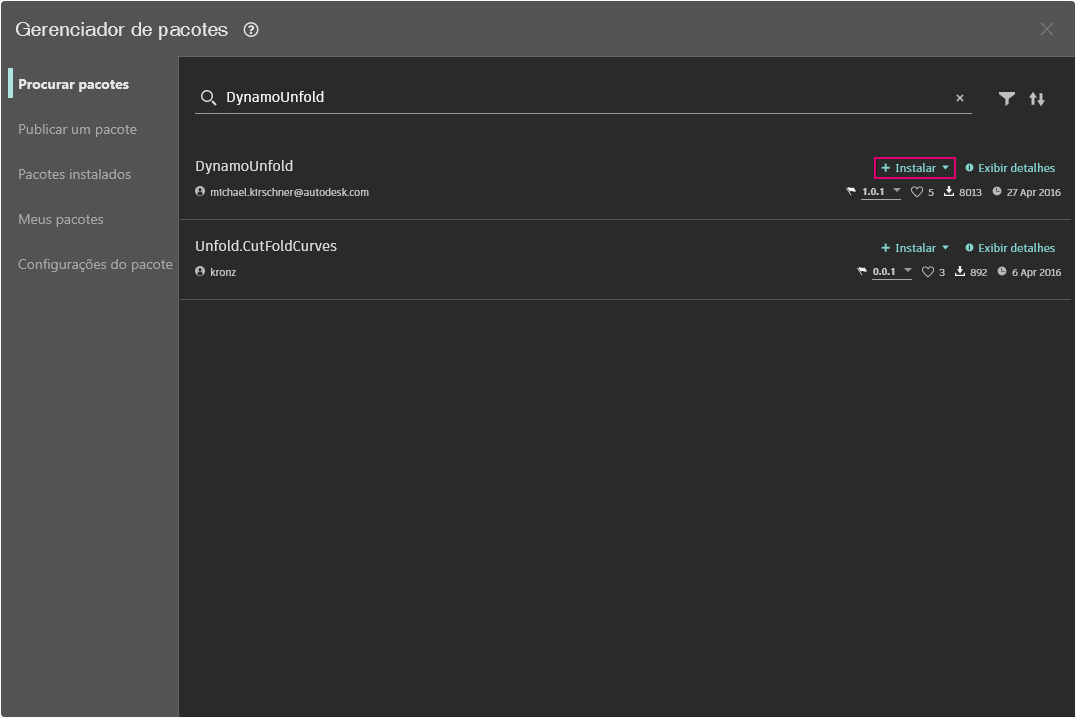 Gerenciador de pacotes ?
Procurar pacotes
Publicar um pacote
Pacotes instalados
Meus pacotes
Configurações do pacote
DynamoUnfold
DynamoUnfold
+ Instalar Exibir detalhes
michael.kirschner@autodesk.com
1.0.1 5 8013 27 Apr 2016
Unfold.CutFoldCurves
+ Instalar Exibir detalhes
kronz
0.0.1 3 892 6 Apr 2016